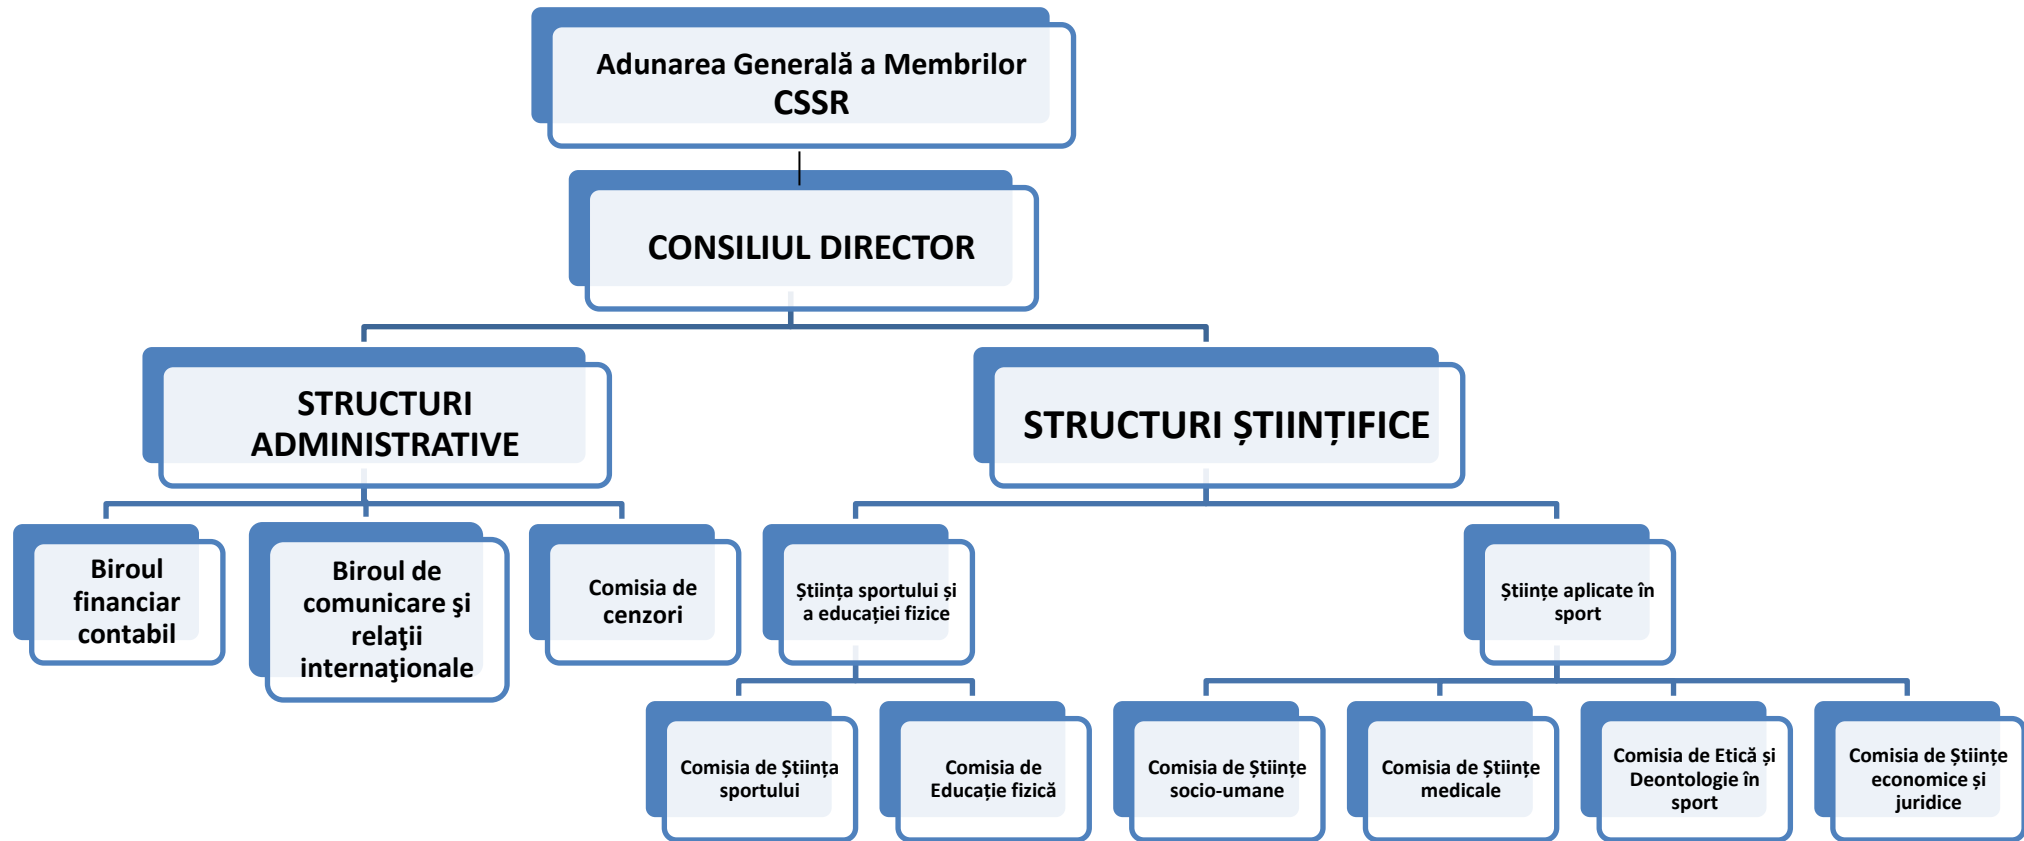 Adunarea Generală a Membrilor
CSSR
CONSILIUL DIRECTOR
STRUCTURI
ADMINISTRATIVE
STRUCTURI ȘTIINȚIFICE
Biroul
financiar
contabil
Biroul de
comunicare şi
relaţii
internaţionale
Comisia de
cenzori
Știința sportului și
a educației fizice
Științe aplicate în
sport
Comisia de Știința
sportului
Comisia de
Educație fizică
Comisia de Științe
socio-umane
Comisia de Științe
medicale
Comisia de Etică și
Deontologie în
sport
Comisia de Științe
economice și
juridice